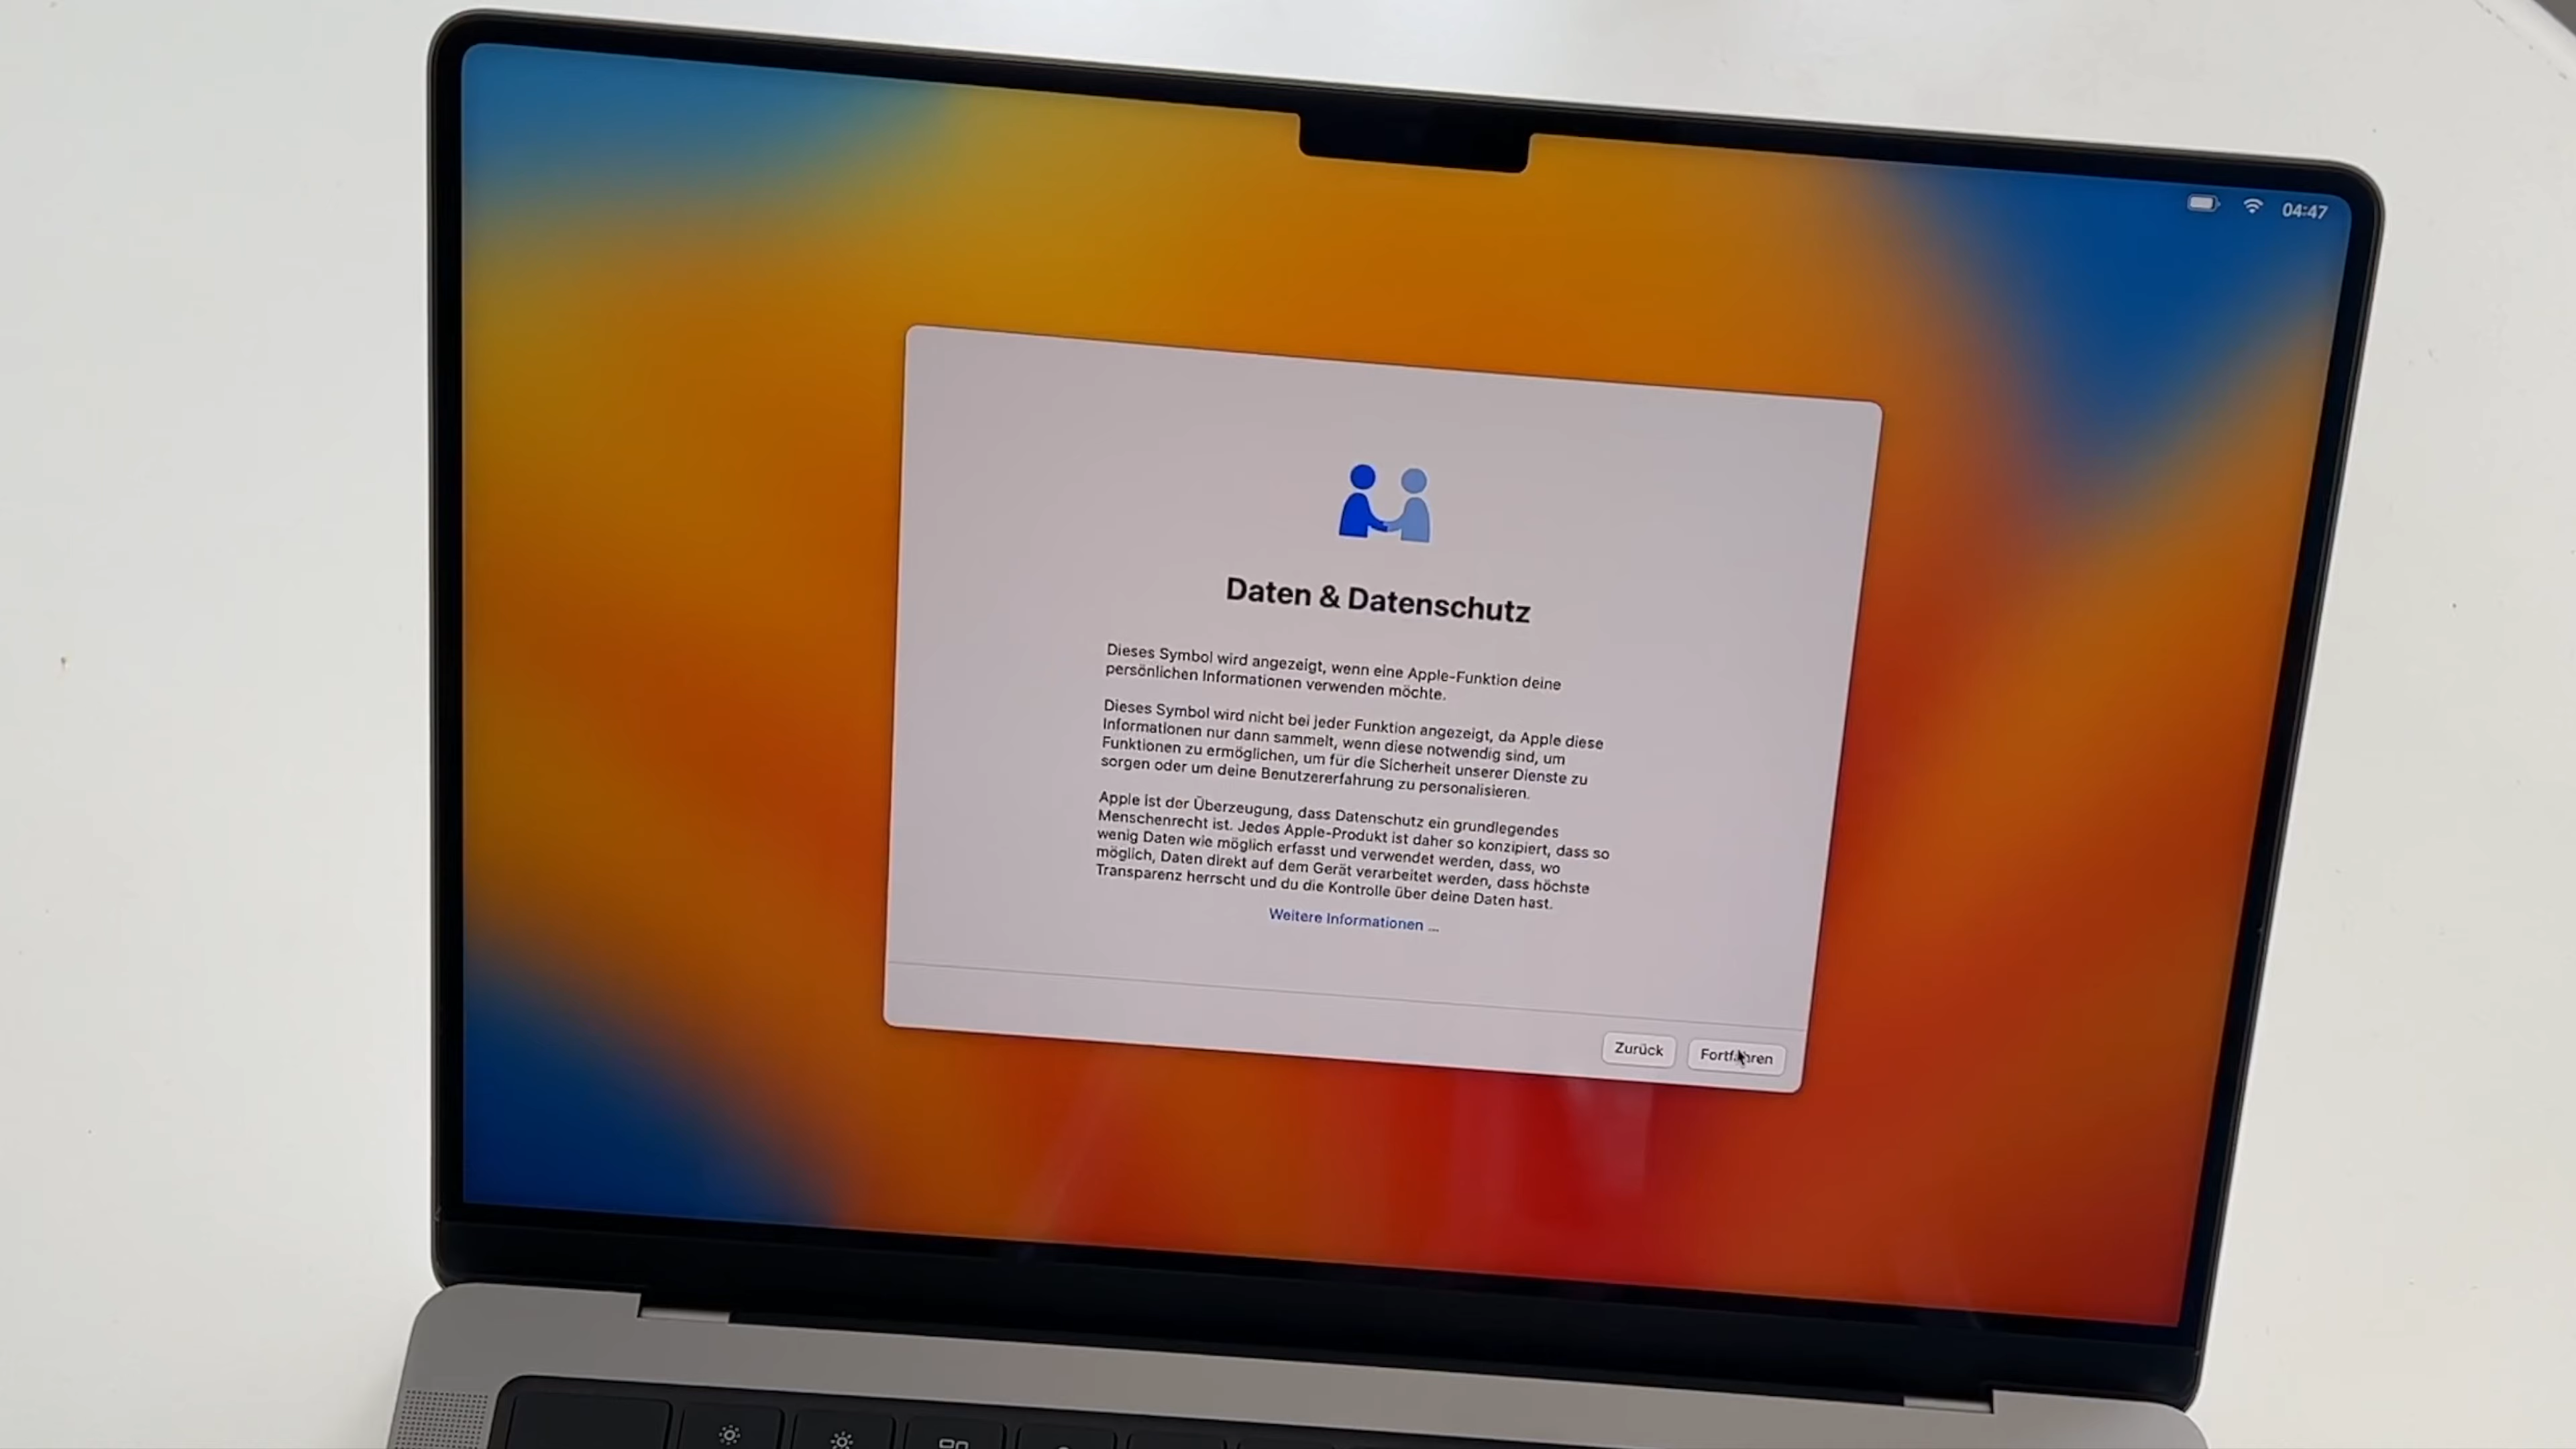 04:47
Daten & Datenschutz
Dieses Symbol wird angezeigt, wenn eine Apple-Funktion deine
persönlichen Informationen verwenden möchte.
Dieses Symbol wird nicht bei jeder Funktion angezeigt, da Apple diese
Informationen nur dann sammelt, wenn diese notwendig sind, um
Funktionen zu ermöglichen, um für die Sicherheit unserer Dienste zu
sorgen oder um deine Benutzererfahrung zu personalisieren.
Apple ist der Überzeugung, dass Datenschutz ein grundlegendes
Menschenrecht ist. Jedes Apple-Produkt ist daher so konzipiert, dass so
wenig Daten wie möglich erfasst und verwendet werden, dass, wo
möglich, Daten direkt auf dem Gerät verarbeitet werden, dass höchste
Transparenz herrscht und du die Kontrolle über deine Daten hast.
Weitere Informationen ...
Zurück
Fortfahren